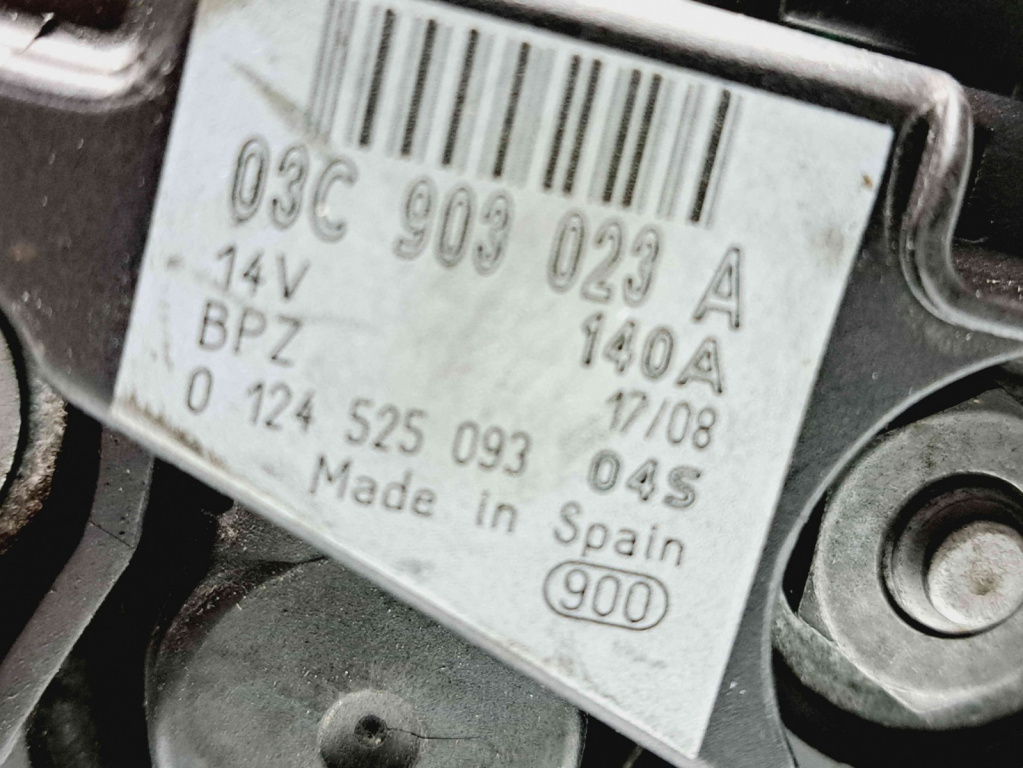 03C 903 023 A
14V 140A
BPZ 17/08
0 124 525 093 04S
Made in Spain
900